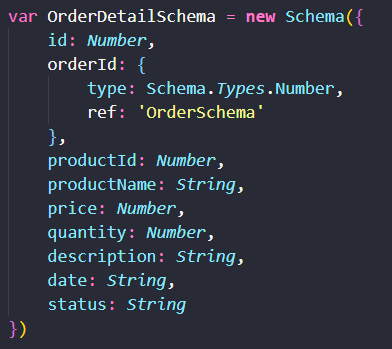 var OrderDetailSchema = new Schema({
    id: Number,
    orderId: {
        type: Schema.Types.Number,
        ref: 'OrderSchema'
    },
    productId: Number,
    productName: String,
    price: Number,
    quantity: Number,
    description: String,
    date: String,
    status: String
})